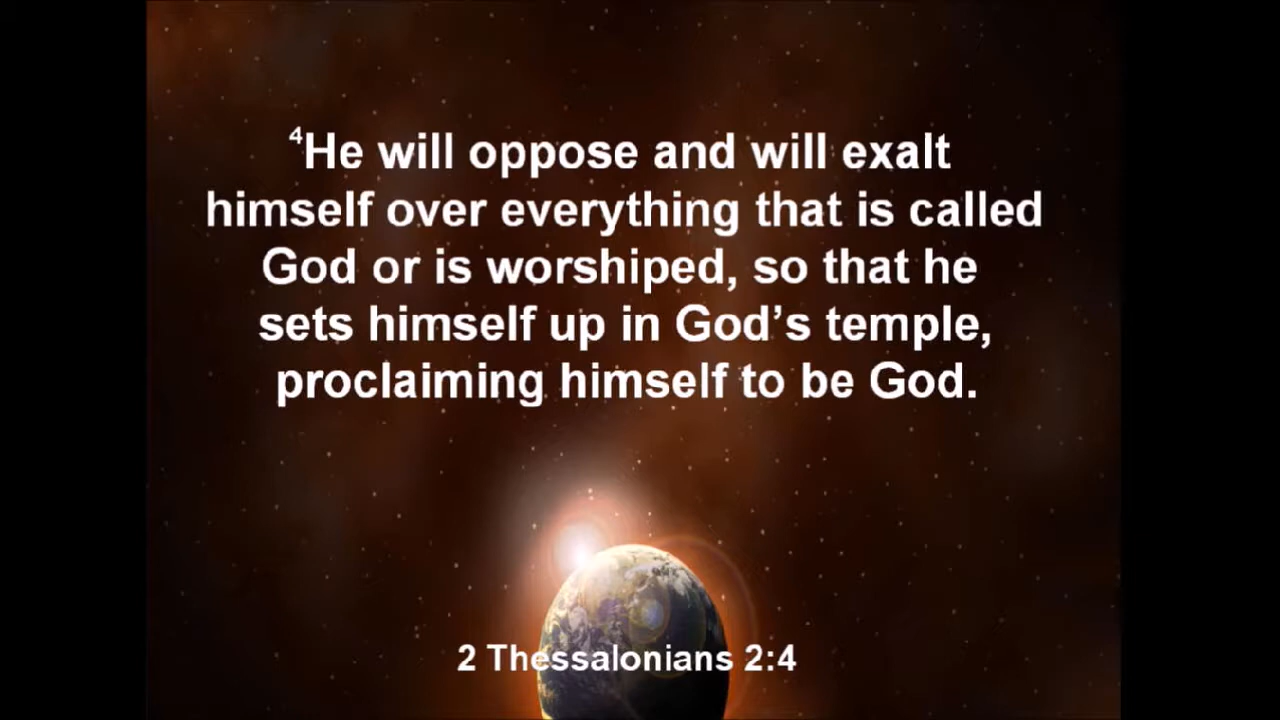 ⁴He will oppose and will exalt
himself over everything that is called
God or is worshiped, so that he
sets himself up in God’s temple,
proclaiming himself to be God.
2 Thessalonians 2:4